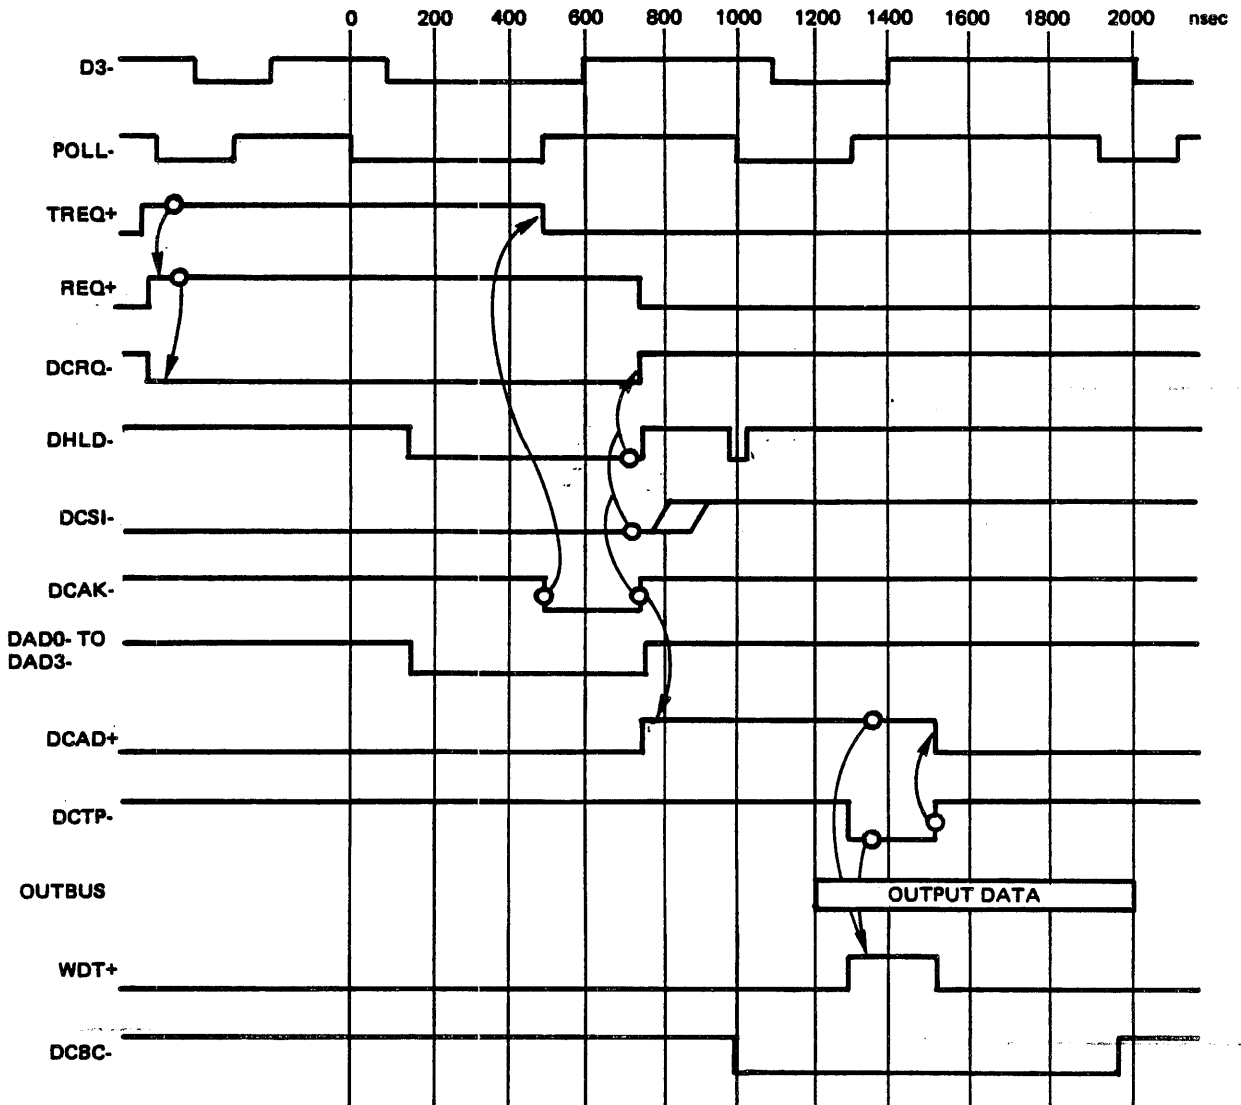 0 200 400 600 800 1000 1200 1400 1600 1800 2000 nsec
D3-
POLL-
TREQ+
REQ+
DCRQ-
DHLD-
DCSI-
DCAK-
DAD0- TO
DAD3-
DCAD+
DCTP-
OUTBUS OUTPUT DATA
WDT+
DCBC-